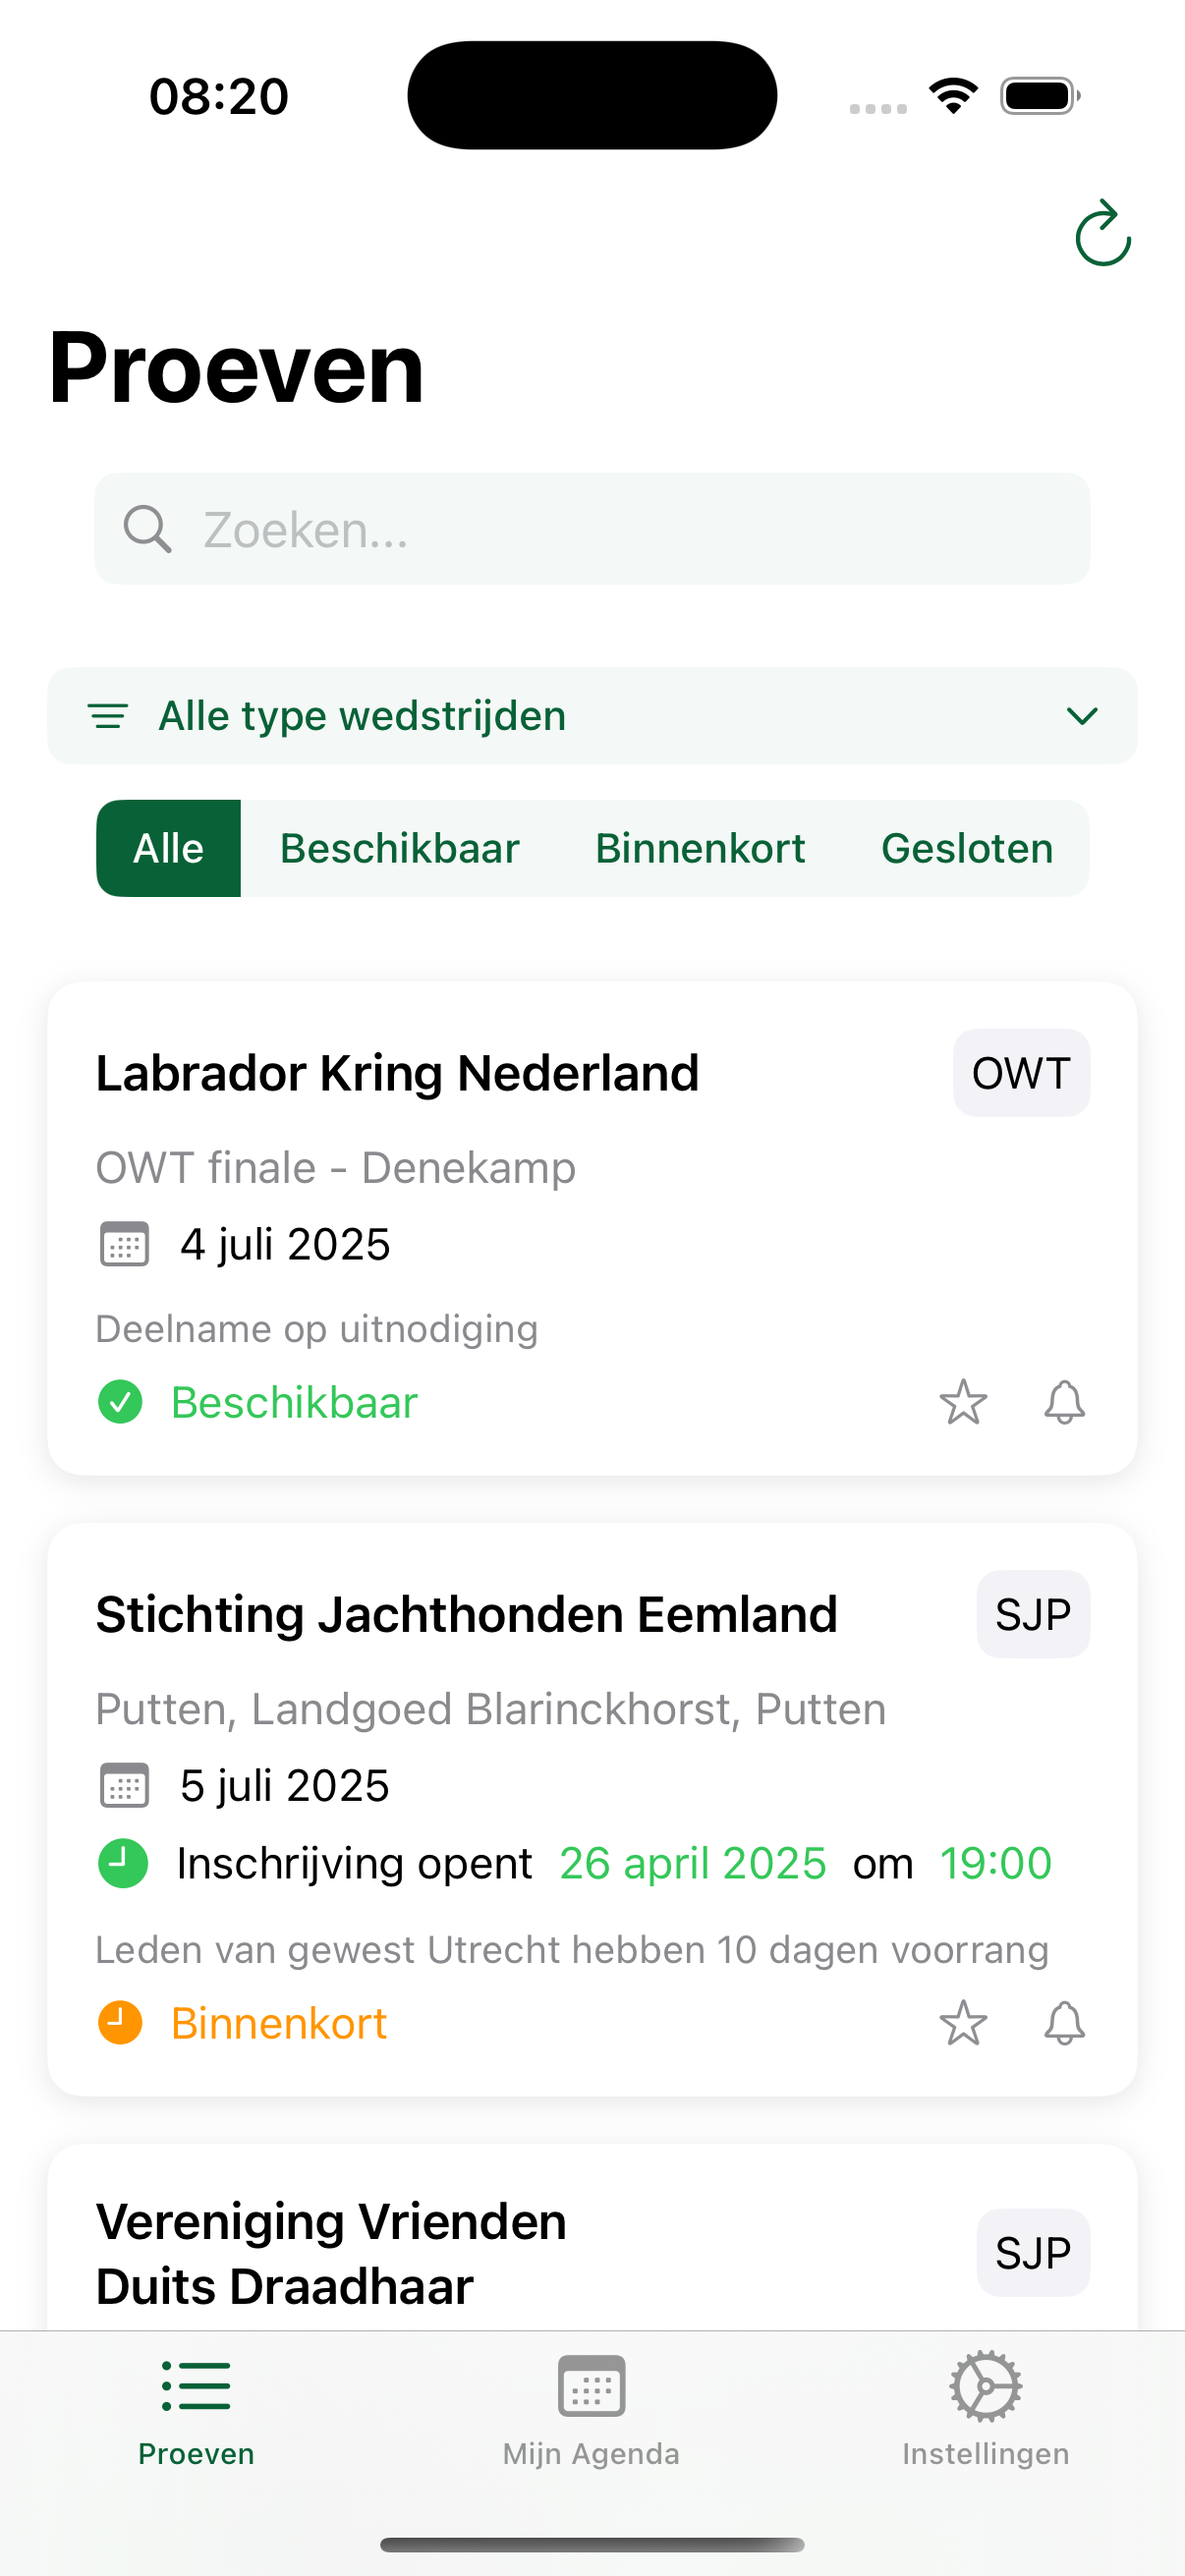 08:20
Proeven
Zoeken...
Alle type wedstrijden
Alle Beschikbaar Binnenkort Gesloten
Labrador Kring Nederland OWT
OWT finale - Denekamp
4 juli 2025
Deelname op uitnodiging
Beschikbaar
Stichting Jachthonden Eemland SJP
Putten, Landgoed Blarinckhorst, Putten
5 juli 2025
Inschrijving opent 26 april 2025 om 19:00
Leden van gewest Utrecht hebben 10 dagen voorrang
Binnenkort
Vereniging Vrienden
Duits Draadhaar
SJP
Proeven Mijn Agenda Instellingen